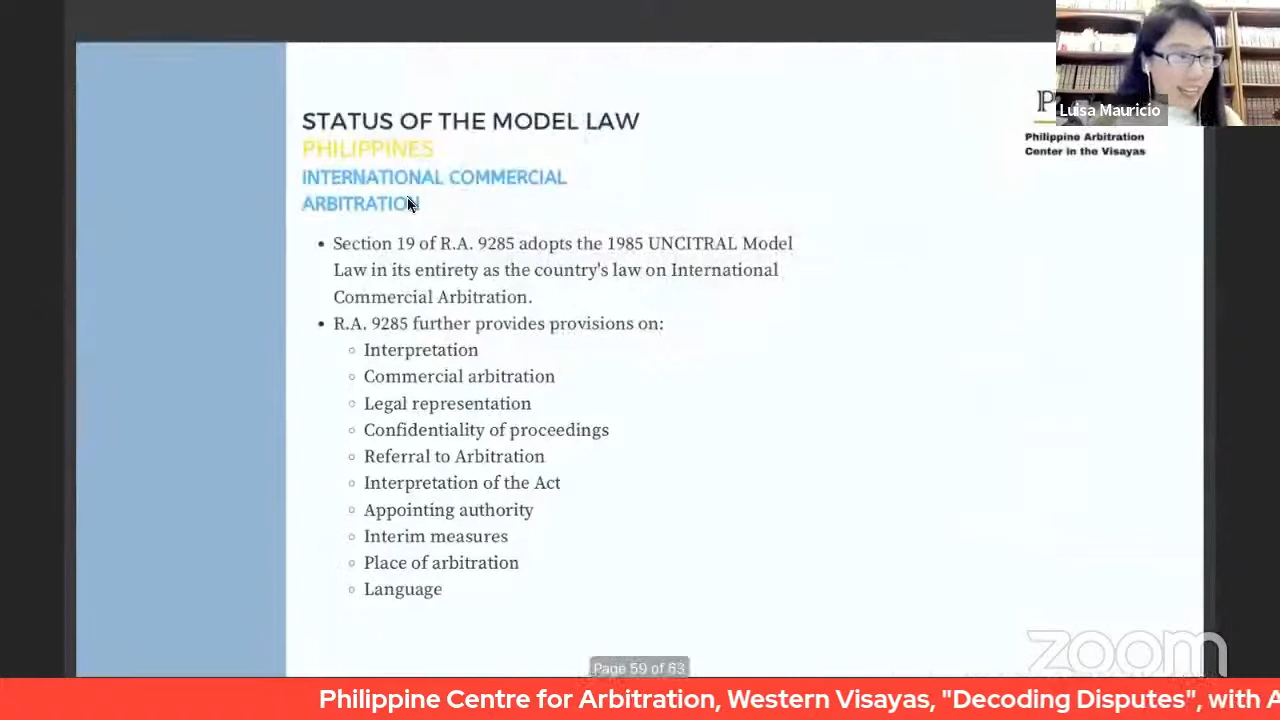 Luisa Mauricio
Philippine Arbitration
Center in the Visayas
STATUS OF THE MODEL LAW
PHILIPPINES
INTERNATIONAL COMMERCIAL
ARBITRATION
• Section 19 of R.A. 9285 adopts the 1985 UNCITRAL Model
Law in its entirety as the country's law on International
Commercial Arbitration.
• R.A. 9285 further provides provisions on:
◦ Interpretation
◦ Commercial arbitration
◦ Legal representation
◦ Confidentiality of proceedings
◦ Referral to Arbitration
◦ Interpretation of the Act
◦ Appointing authority
◦ Interim measures
◦ Place of arbitration
◦ Language
zoom
Page 59 of 63
Philippine Centre for Arbitration, Western Visayas, "Decoding Disputes", with A